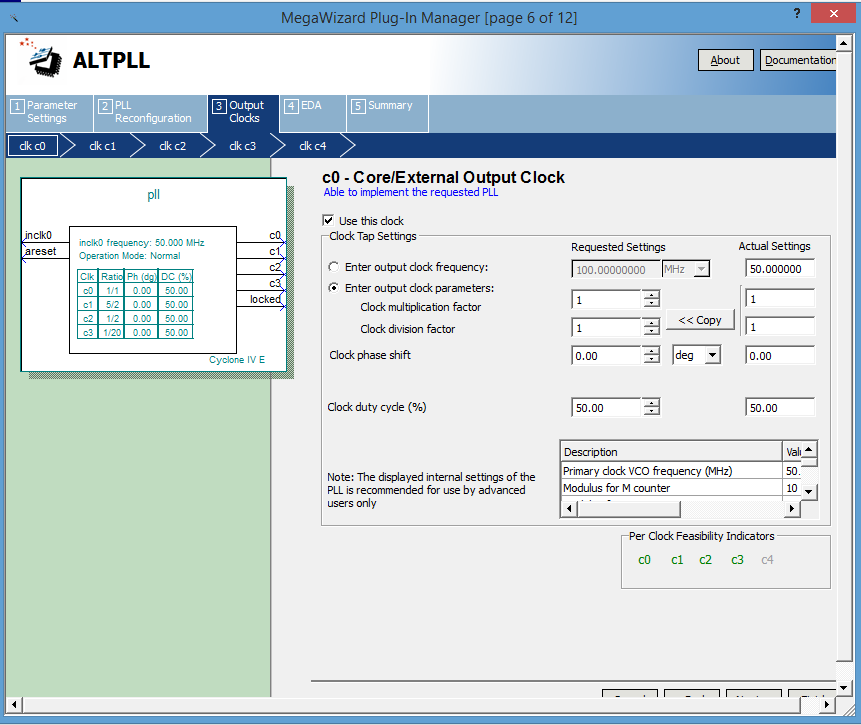 MegaWizard Plug-In Manager [page 6 of 12]
?
ALTPLL
About
Documentation
1 Parameter Settings
2 PLL Reconfiguration
3 Output Clocks
4 EDA
5 Summary
clk c0
clk c1
clk c2
clk c3
clk c4
pll
inclk0
areset
inclk0 frequency: 50.000 MHz
Operation Mode: Normal
Clk Ratio Ph (dg) DC (%)
c0 1/1 0.00 50.00
c1 5/2 0.00 50.00
c2 1/2 0.00 50.00
c3 1/20 0.00 50.00
c0
c1
c2
c3
locked
Cyclone IV E
c0 - Core/External Output Clock
Able to implement the requested PLL
Use this clock
Clock Tap Settings
Requested Settings
Actual Settings
Enter output clock frequency:
100.00000000 MHz
50.000000
Enter output clock parameters:
Clock multiplication factor
1
1
<< Copy
Clock division factor
1
1
Clock phase shift
0.00
deg
0.00
Clock duty cycle (%)
50.00
50.00
Note: The displayed internal settings of the
PLL is recommended for use by advanced
users only
Description
Primary clock VCO frequency (MHz) 50.
Modulus for M counter 10
Per Clock Feasibility Indicators
c0 c1 c2 c3 c4